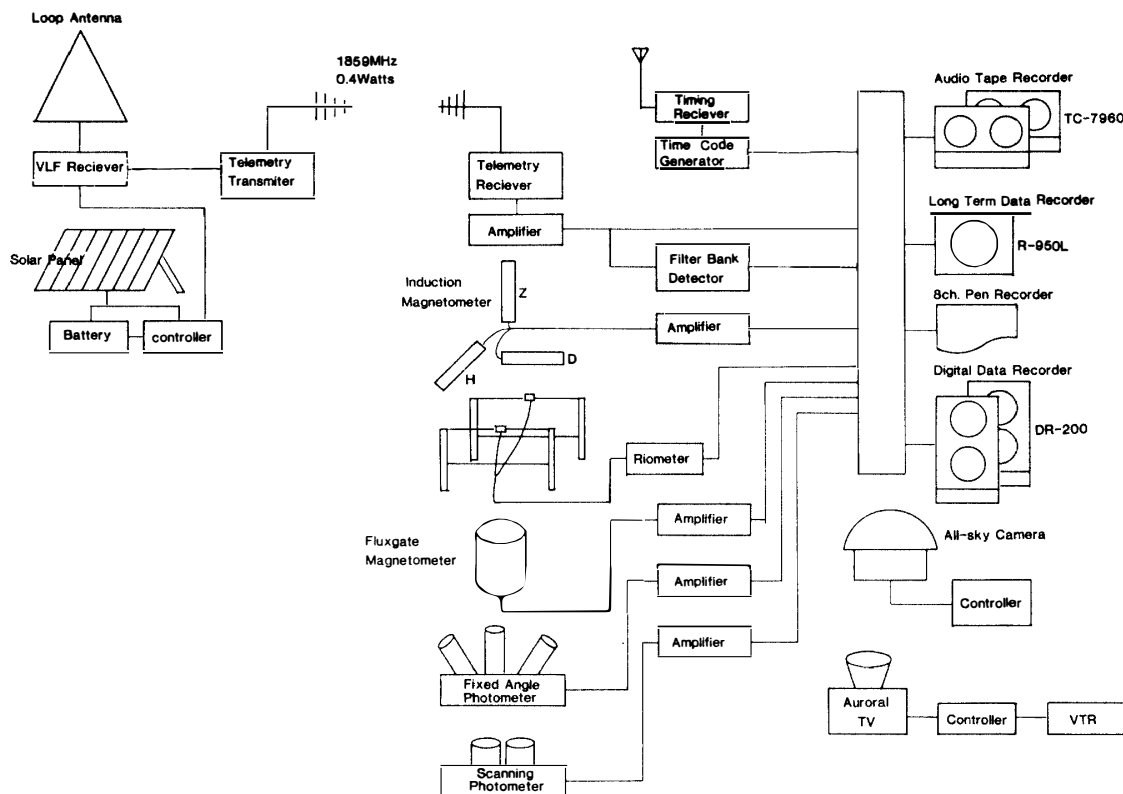 Loop Antenna
1859MHz
0.4Watts
VLF Reciever
Telemetry
Transmiter
Solar Panel
Battery
controller
Telemetry
Reciever
Amplifier
Timing
Reciever
Time Code
Generator
Filter Bank
Detector
Induction
Magnetometer
Z
D
H
Amplifier
Riometer
Fluxgate
Magnetometer
Amplifier
Amplifier
Amplifier
Fixed Angle
Photometer
Scanning
Photometer
Audio Tape Recorder
TC-7960
Long Term Data Recorder
R-950L
8ch. Pen Recorder
Digital Data Recorder
DR-200
All-sky Camera
Controller
Auroral
TV
Controller
VTR